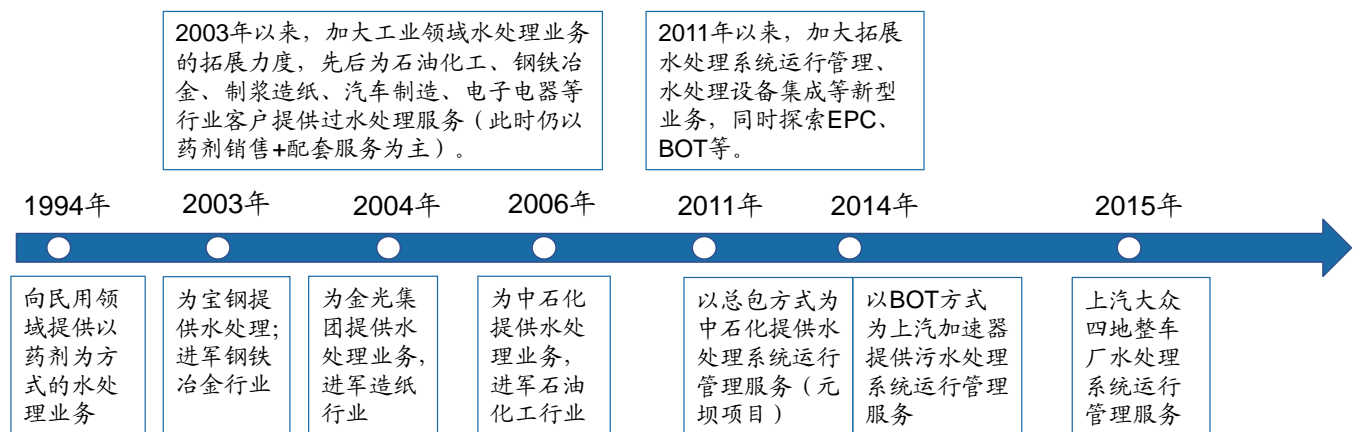 2003年以来，加大工业领域水处理业务
的拓展力度，先后为石油化工、钢铁冶
金、制浆造纸、汽车制造、电子电器等
行业客户提供过水处理服务（此时仍以
药剂销售+配套服务为主）。
2011年以来，加大拓展
水处理系统运行管理、
水处理设备集成等新型
业务，同时探索EPC、
BOT等。
1994年
2003年
2004年
2006年
2011年
2014年
2015年
向民用领
域提供以
药剂为方
式的水处
理业务
为宝钢提
供水处理；
进军钢铁
冶金行业
为金光集
团提供水
处理业务，
进军造纸
行业
为中石化
提供水处
理业务，
进军石油
化工行业
以总包方式为
中石化提供水
处理系统运行
管理服务（元
坝项目）
以BOT方式
为上汽加速器
提供污水处理
系统运行管理
服务
上汽大众
四地整车
厂水处理
系统运行
管理服务